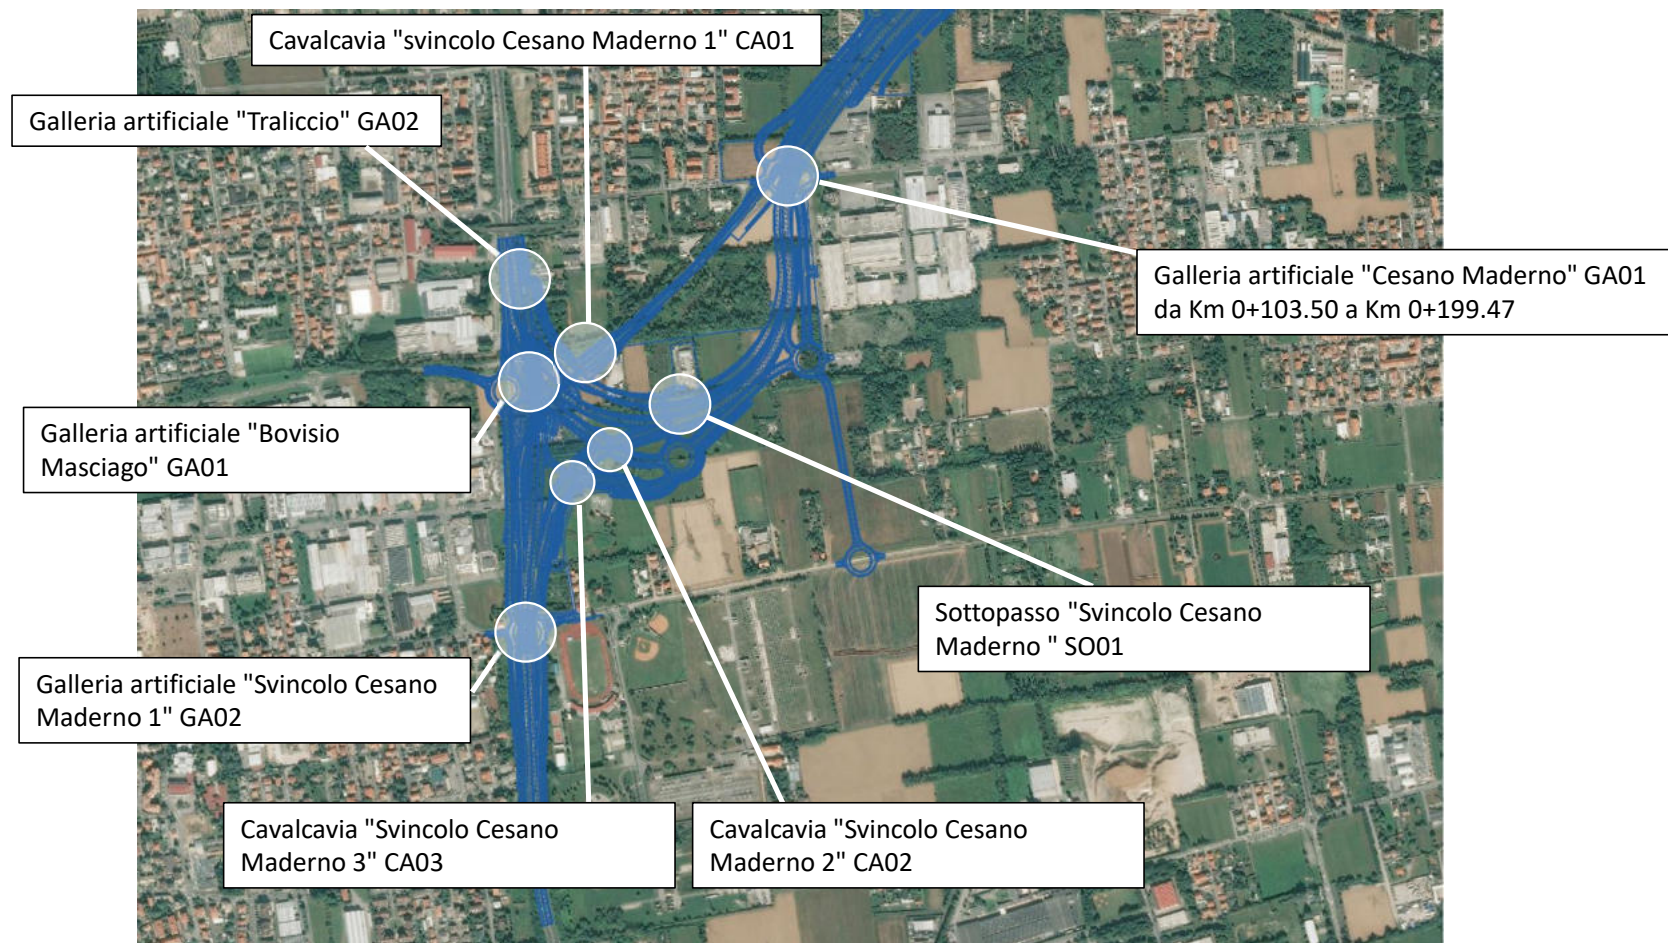 Cavalcavia "svincolo Cesano Maderno 1" CA01
Galleria artificiale "Traliccio" GA02
Galleria artificiale "Cesano Maderno" GA01
da Km 0+103.50 a Km 0+199.47
Galleria artificiale "Bovisio
Masciago" GA01
Sottopasso "Svincolo Cesano
Maderno " SO01
Galleria artificiale "Svincolo Cesano
Maderno 1" GA02
Cavalcavia "Svincolo Cesano
Maderno 3" CA03
Cavalcavia "Svincolo Cesano
Maderno 2" CA02